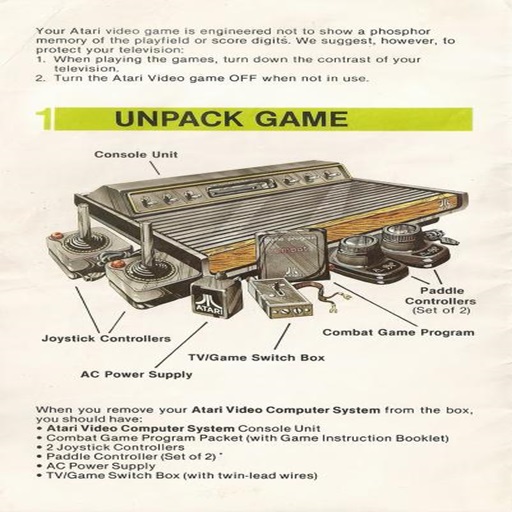 Your Atari video game is engineered not to show a phosphor
memory of the playfield or score digits. We suggest, however, to
protect your television:
1. When playing the games, turn down the contrast of your
television.
2. Turn the Atari Video game OFF when not in use.
1 UNPACK GAME
Console Unit
combat
ATARI
Paddle
Controllers
(Set of 2)
Combat Game Program
Joystick Controllers
TV/Game Switch Box
AC Power Supply
When you remove your Atari Video Computer System from the box,
you should have:
• Atari Video Computer System Console Unit
• Combat Game Program Packet (with Game Instruction Booklet)
• 2 Joystick Controllers
• Paddle Controller (Set of 2)
• AC Power Supply
• TV/Game Switch Box (with twin-lead wires)